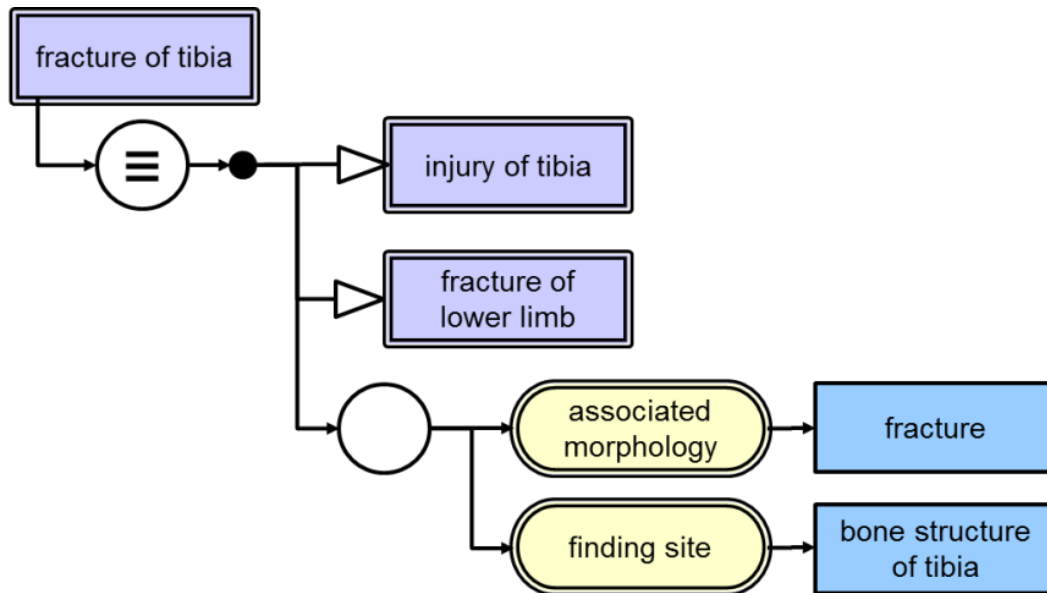 fracture of tibia
≡
injury of tibia
fracture of
lower limb
associated
morphology
fracture
finding site
bone structure
of tibia